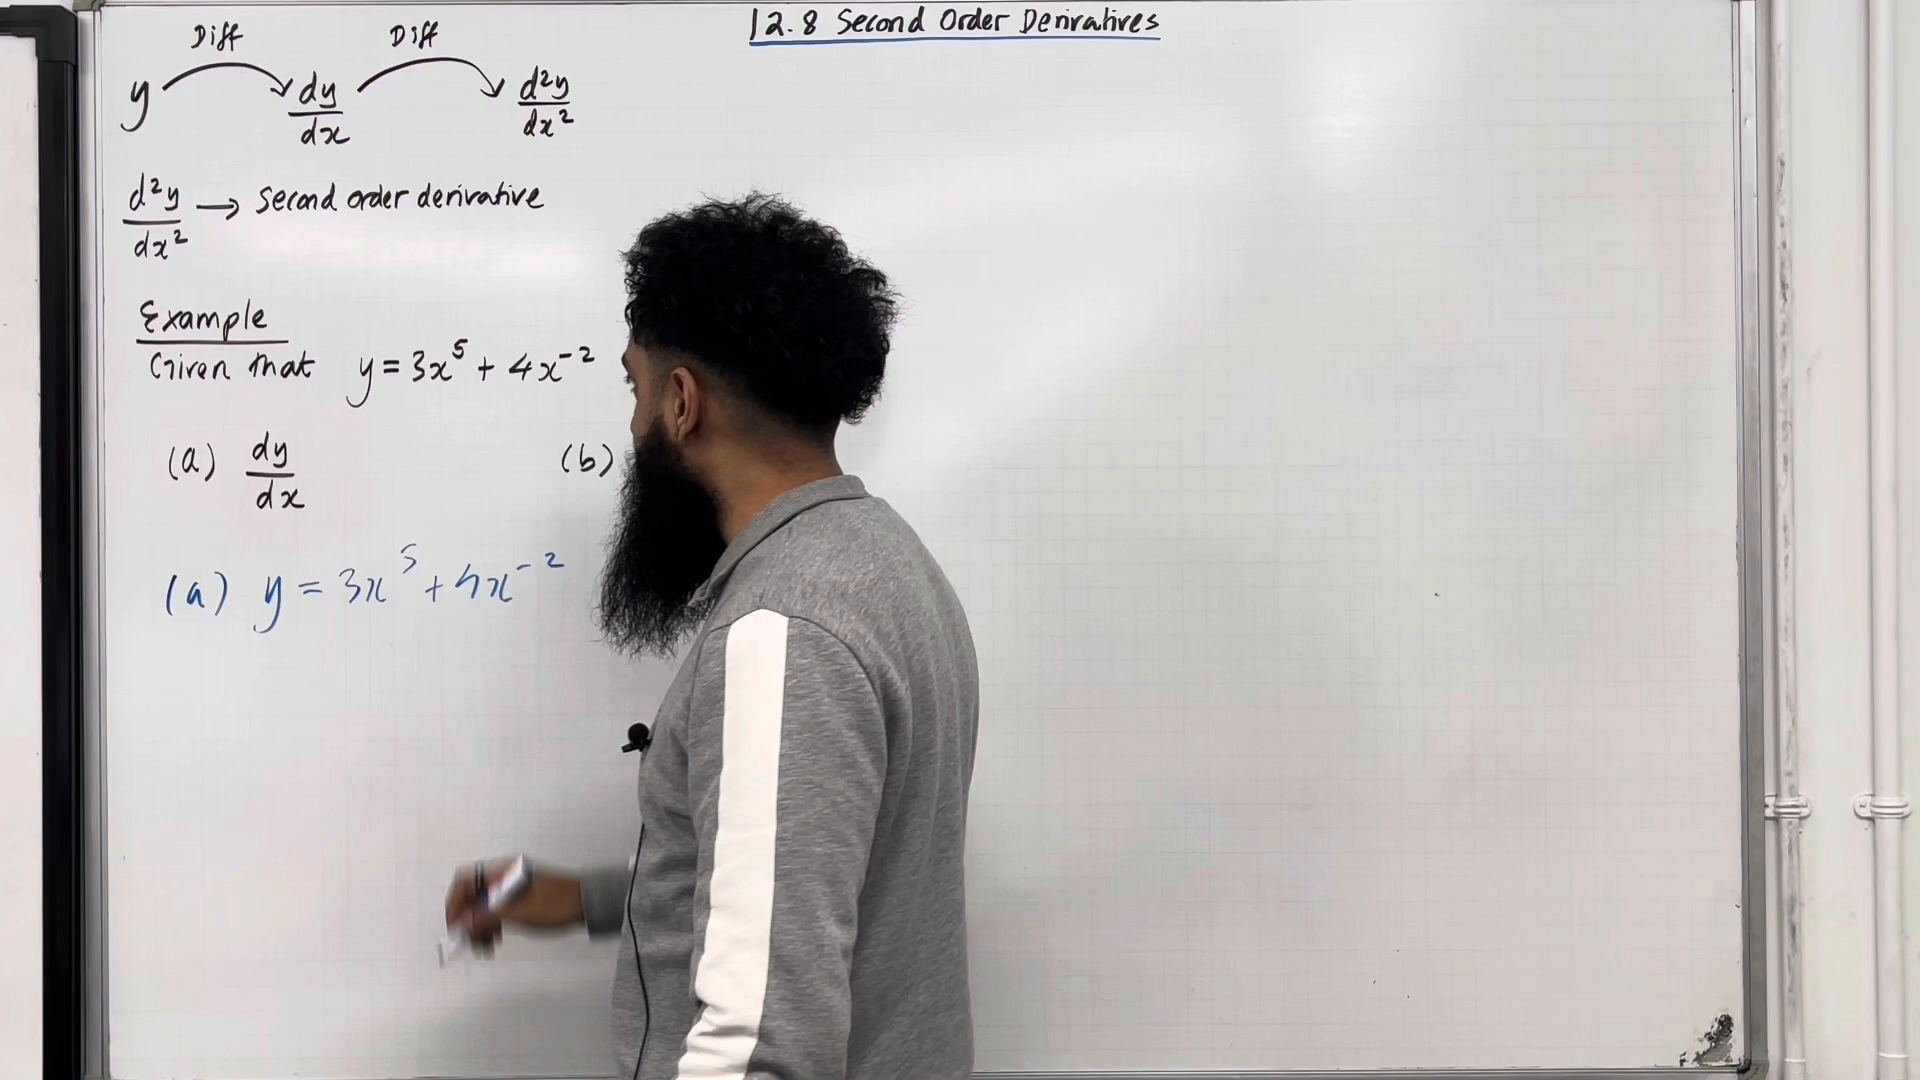 12.8 Second Order Derivatives
Diff Diff
y dy/dx d²y/dx²
d²y/dx² → Second order derivative
Example
Given that y = 3x⁵ + 4x⁻²
(a) dy/dx (b)
(a) y = 3x⁵ + 4x⁻²